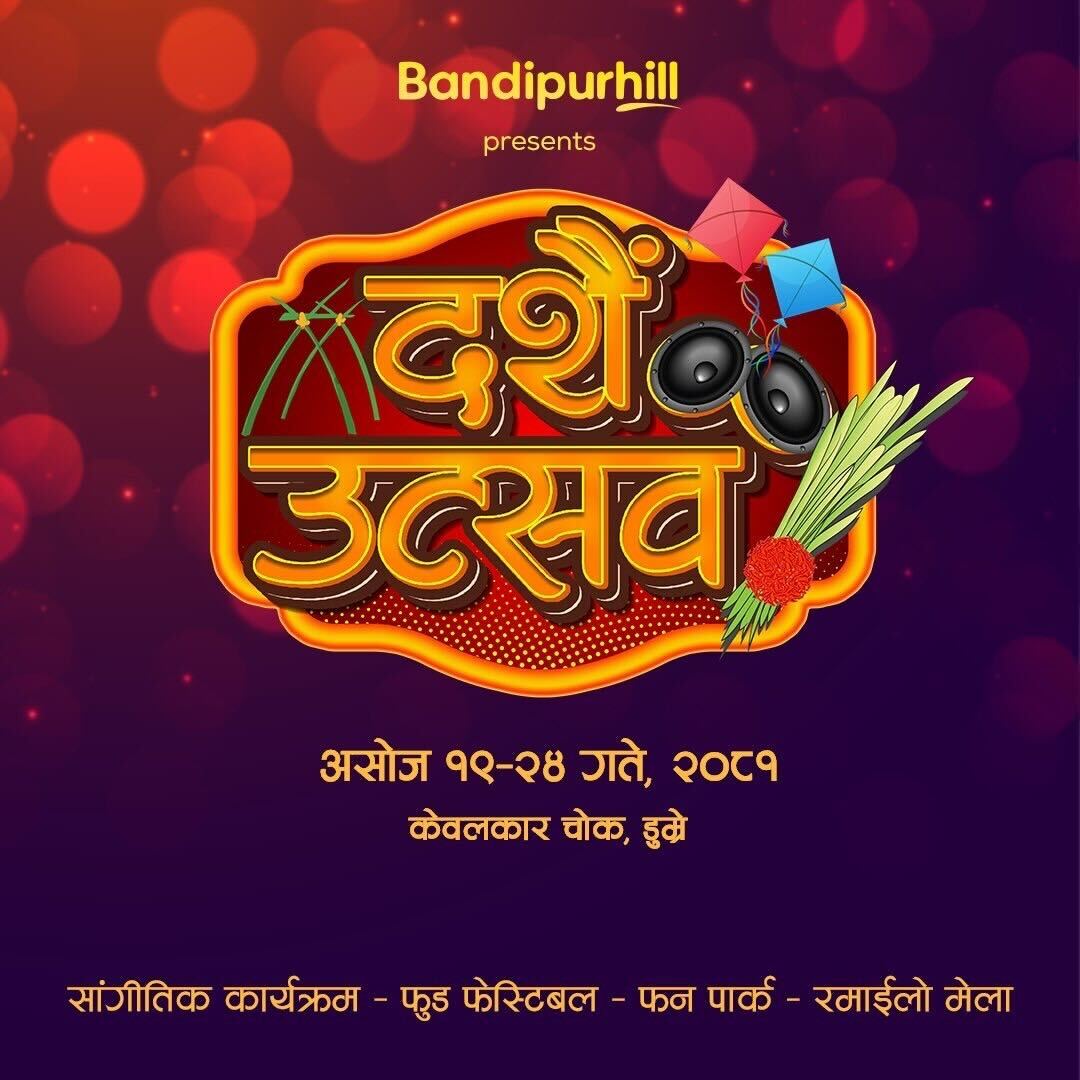 Bandipurhill
presents
दशैं
उत्सव
असोज १९-२४ गते, २०८१
केवलकार चोक, डुम्रे
सांगीतिक कार्यक्रम - फुड फेस्टिबल - फन पार्क - रमाईलो मेला